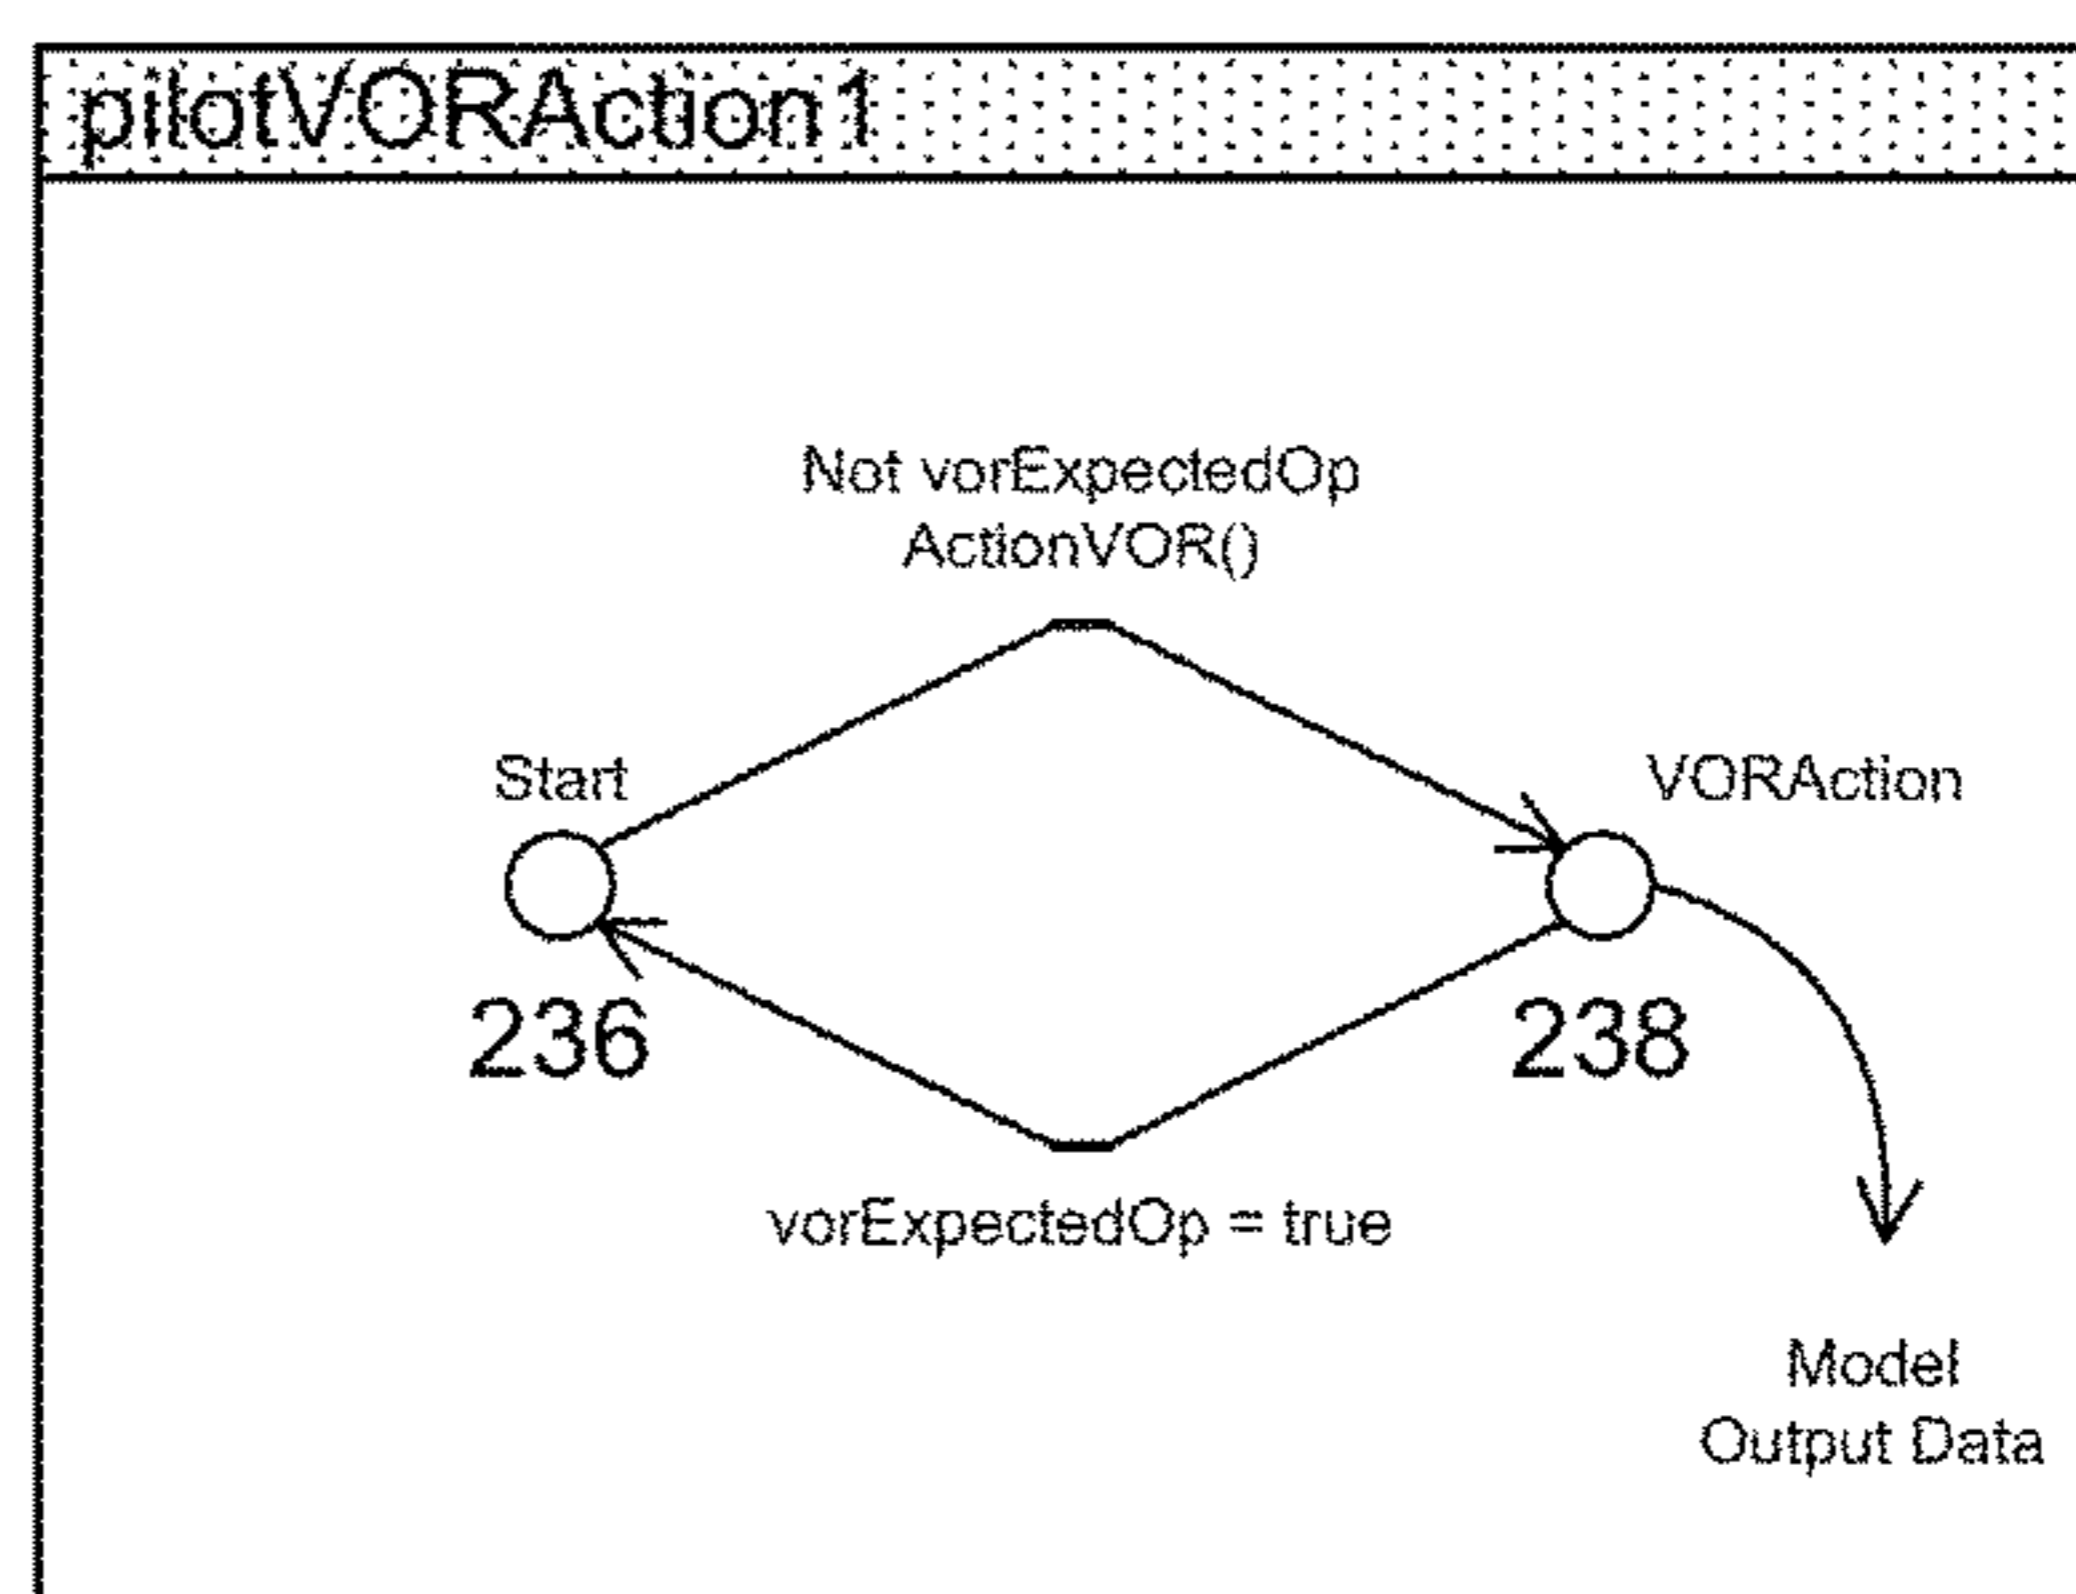 pilotVORAction1
Not vorExpectedOp
ActionVOR()
Start
VORAction
236
238
vorExpectedOp = true
Model
Output Data